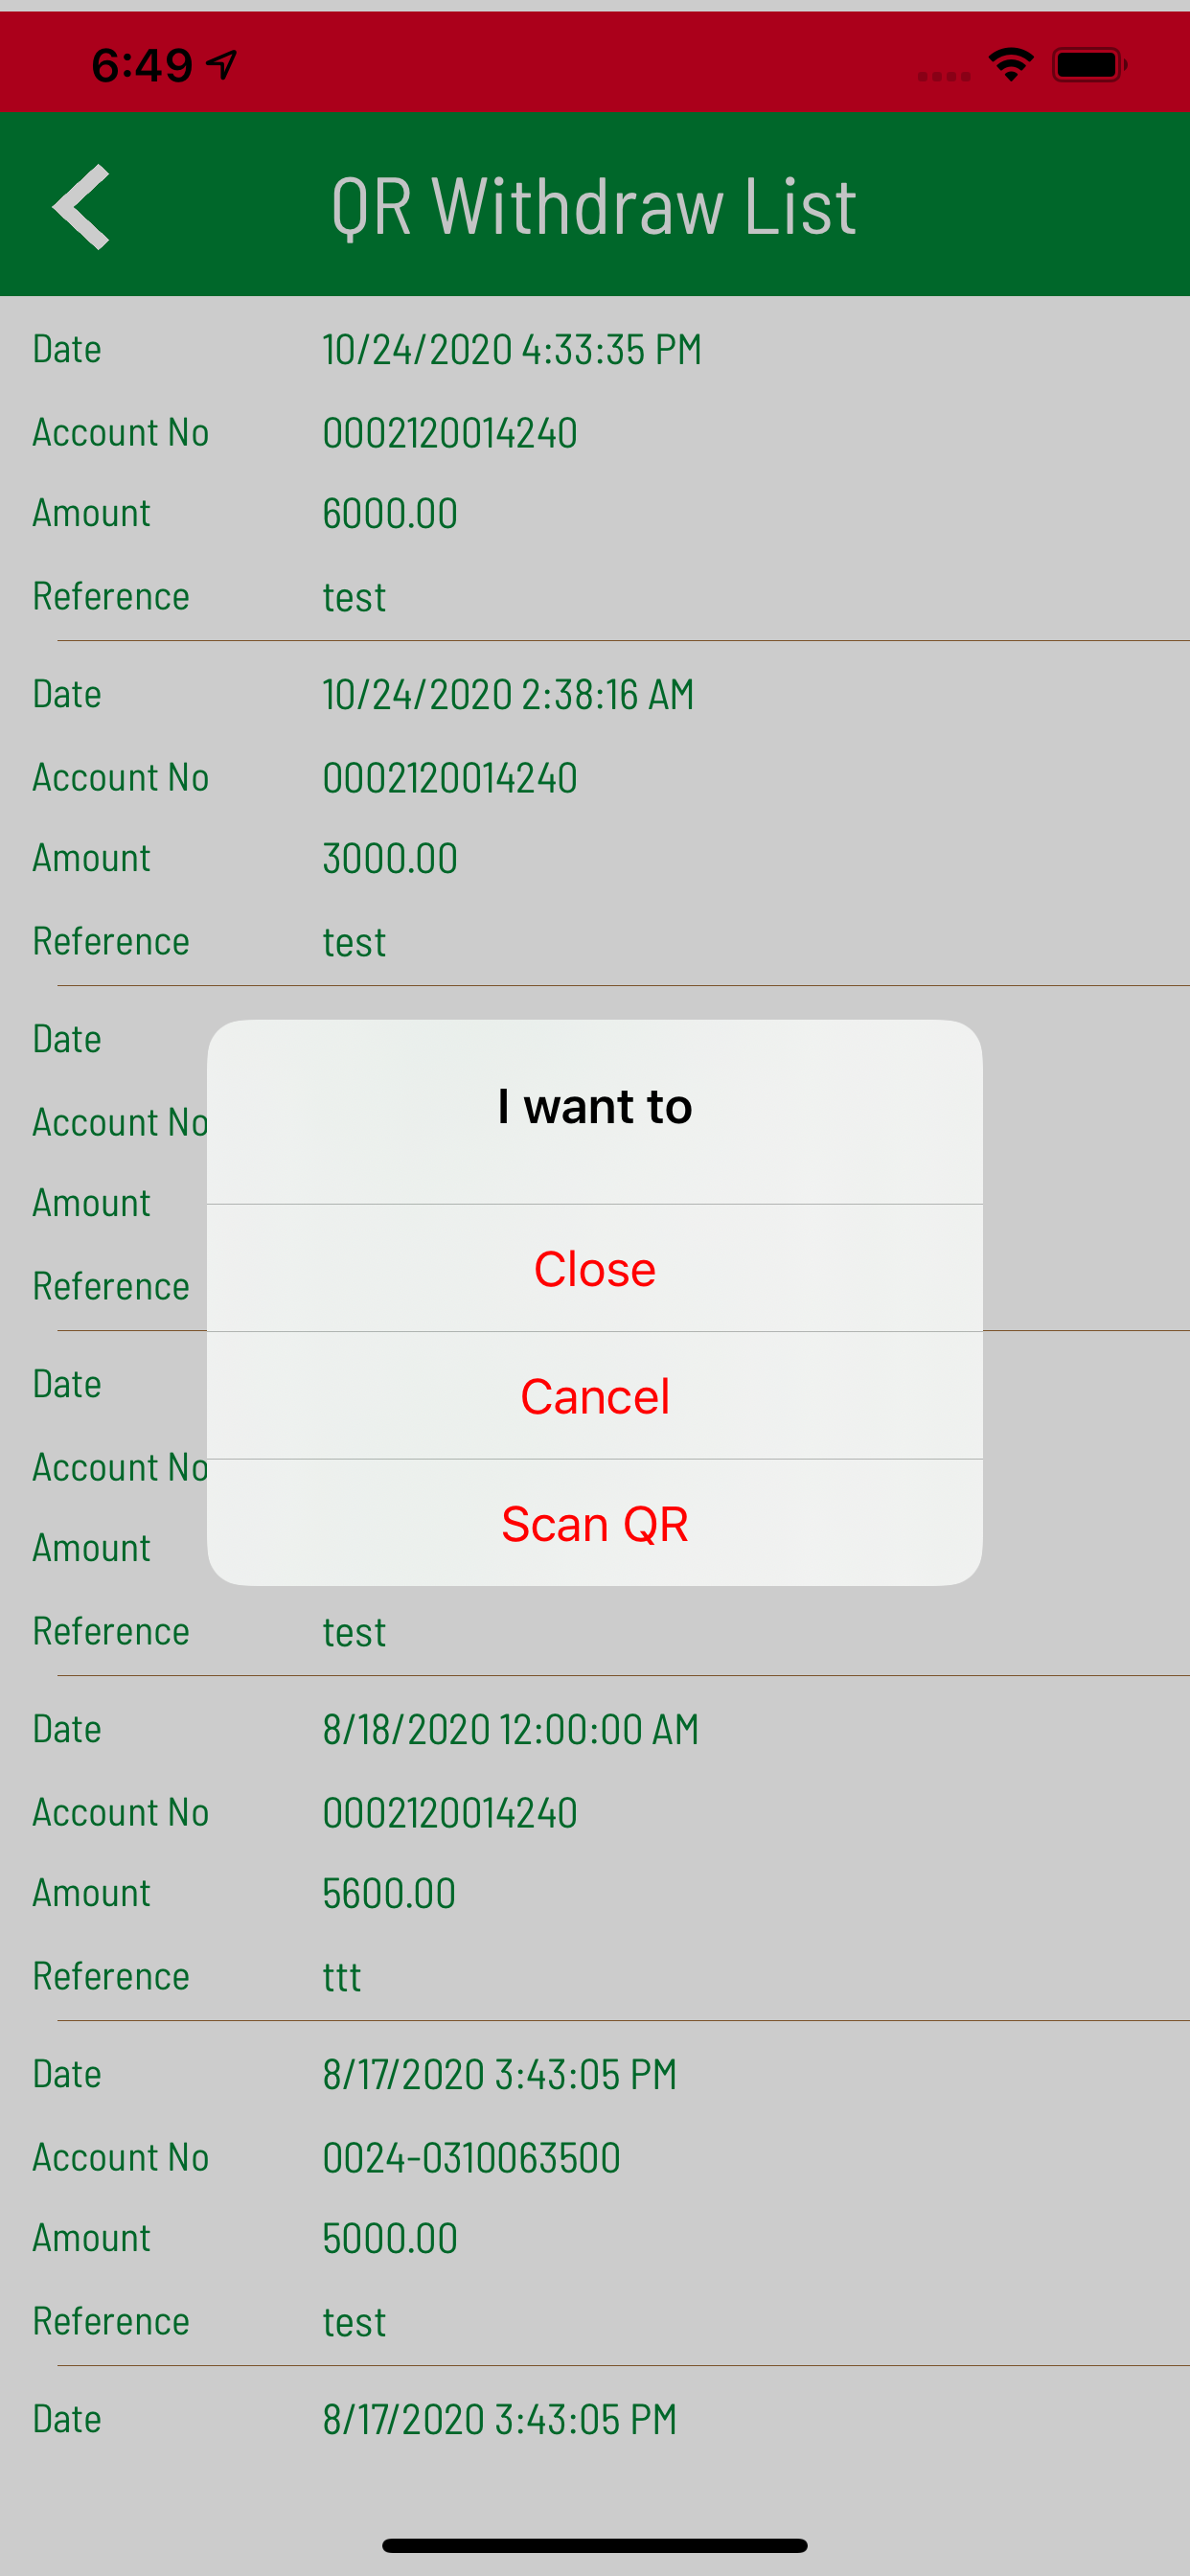 6:49
QR Withdraw List
Date 10/24/2020 4:33:35 PM
Account No 0002120014240
Amount 6000.00
Reference test
Date 10/24/2020 2:38:16 AM
Account No 0002120014240
Amount 3000.00
Reference test
Date
Account No
Amount
Reference
I want to
Close
Cancel
Scan QR
Date
Account No
Amount
Reference test
Date 8/18/2020 12:00:00 AM
Account No 0002120014240
Amount 5600.00
Reference ttt
Date 8/17/2020 3:43:05 PM
Account No 0024-0310063500
Amount 5000.00
Reference test
Date 8/17/2020 3:43:05 PM